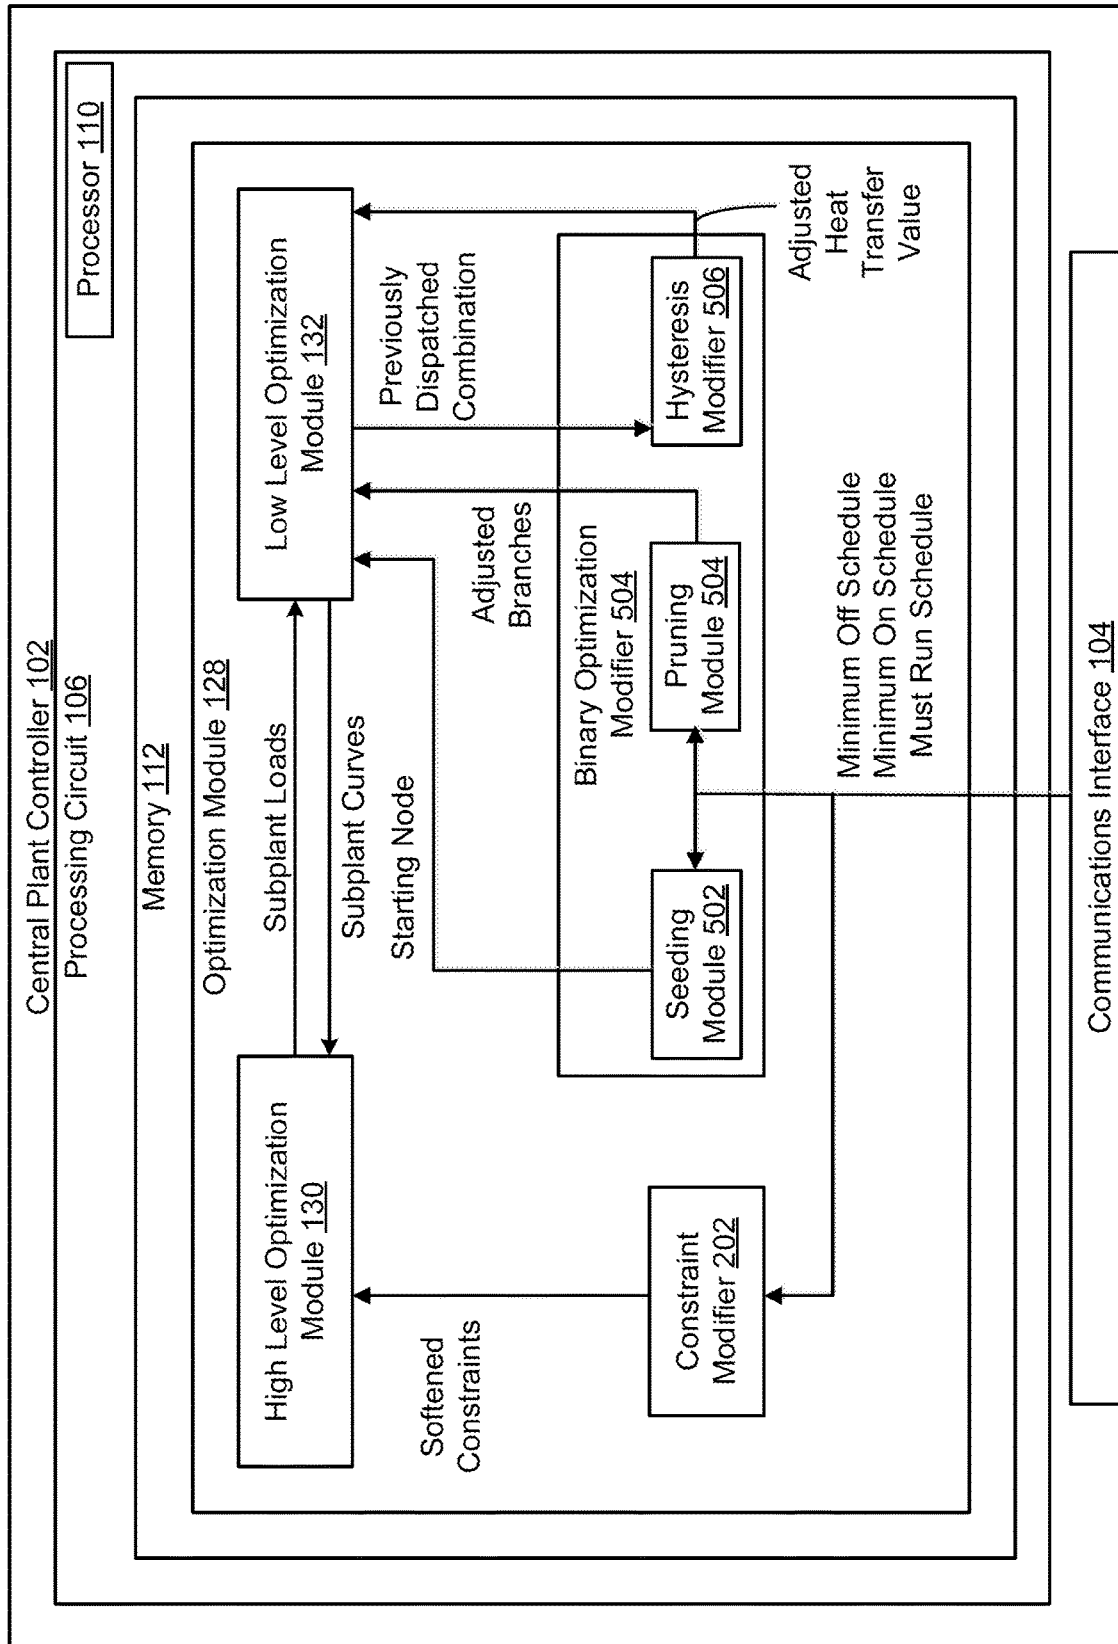 Central Plant Controller 102
Processing Circuit 106
Processor 110
Memory 112
Optimization Module 128
High Level Optimization
Module 130
Subplant Loads
Subplant Curves
Low Level Optimization
Module 132
Starting Node
Softened
Constraints
Adjusted
Branches
Previously
Dispatched
Combination
Binary Optimization
Modifier 504
Constraint
Modifier 202
Seeding
Module 502
Pruning
Module 504
Hysteresis
Modifier 506
Adjusted
Heat
Transfer
Value
Minimum Off Schedule
Minimum On Schedule
Must Run Schedule
Communications Interface 104